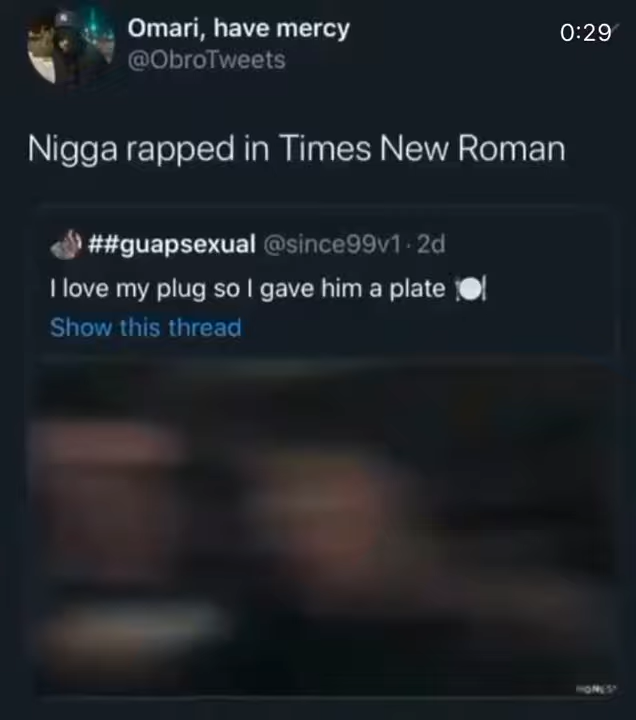 Omari, have mercy
0:29
@ObroTweets
Nigga rapped in Times New Roman
##guapsexual @since99v1 · 2d
I love my plug so I gave him a plate 🍽
Show this thread
HONEST